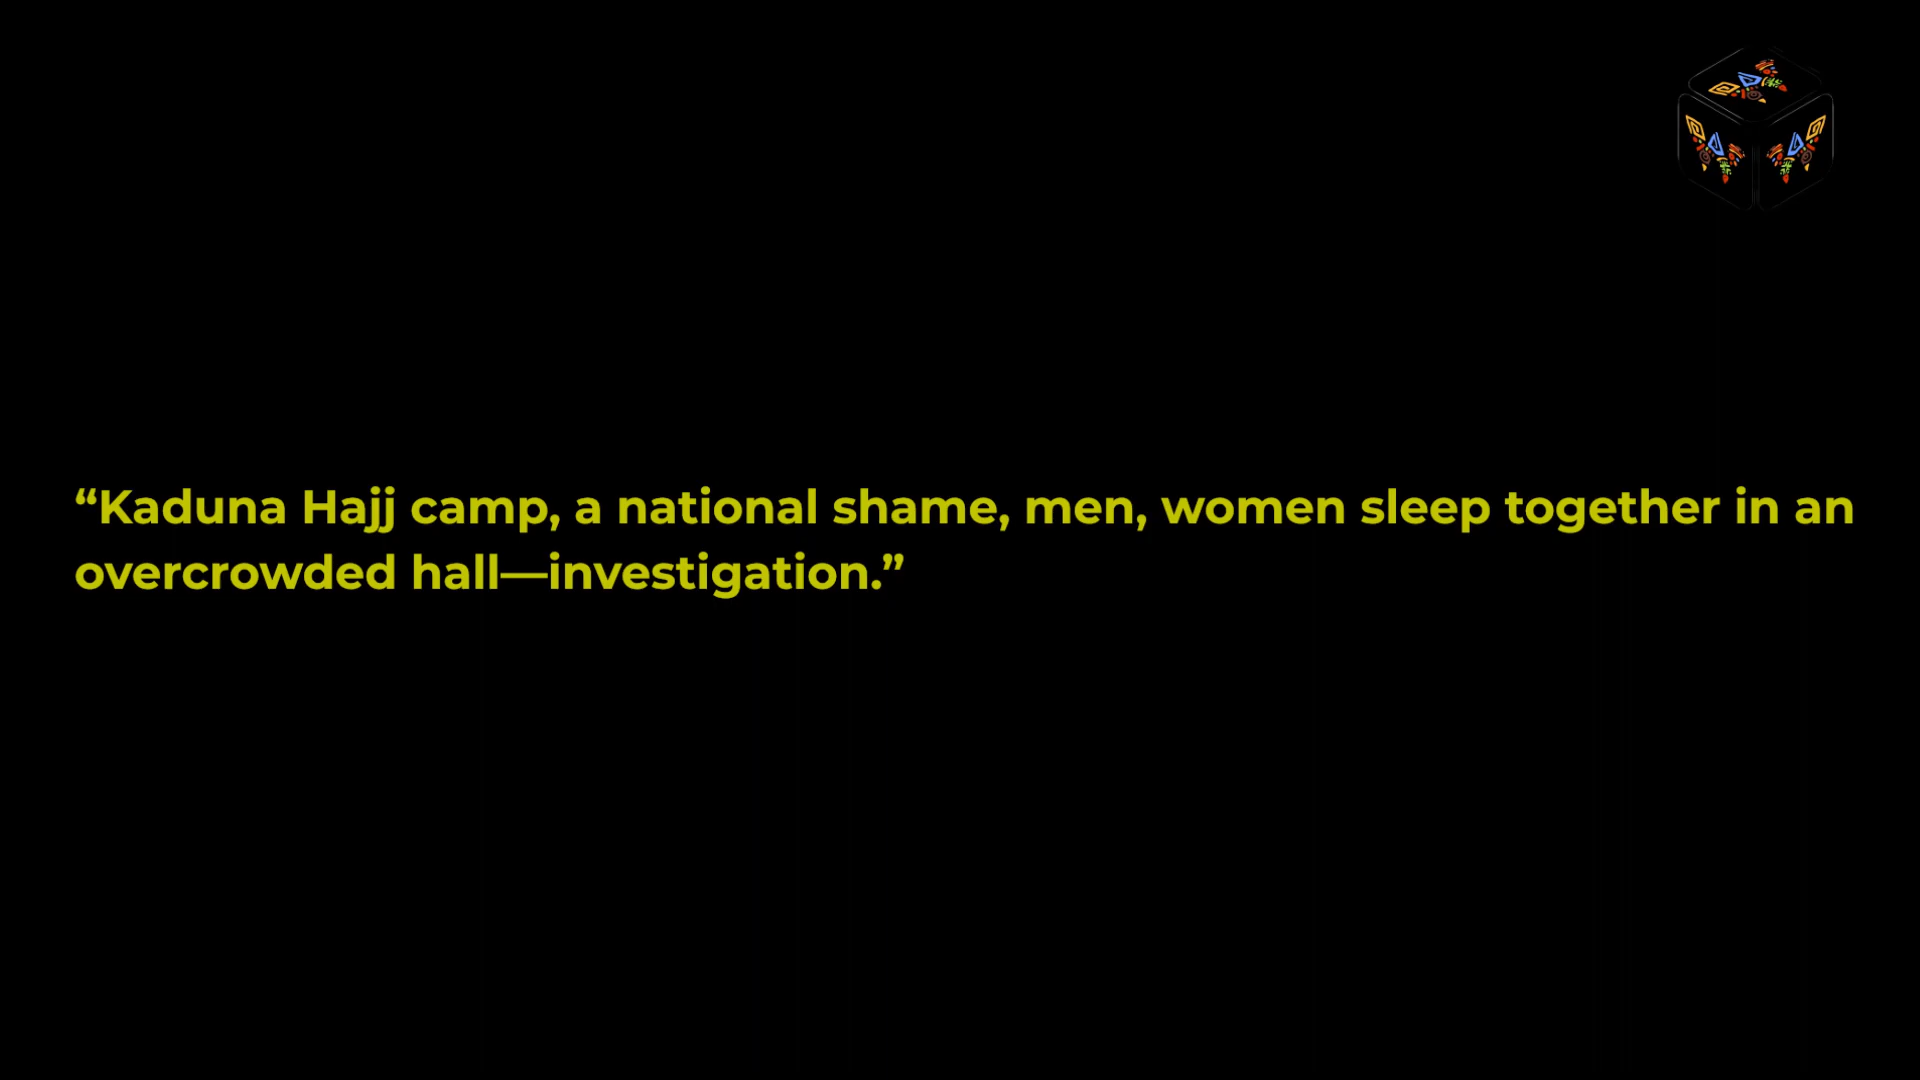 “Kaduna Hajj camp, a national shame, men, women sleep together in an
overcrowded hall—investigation.”